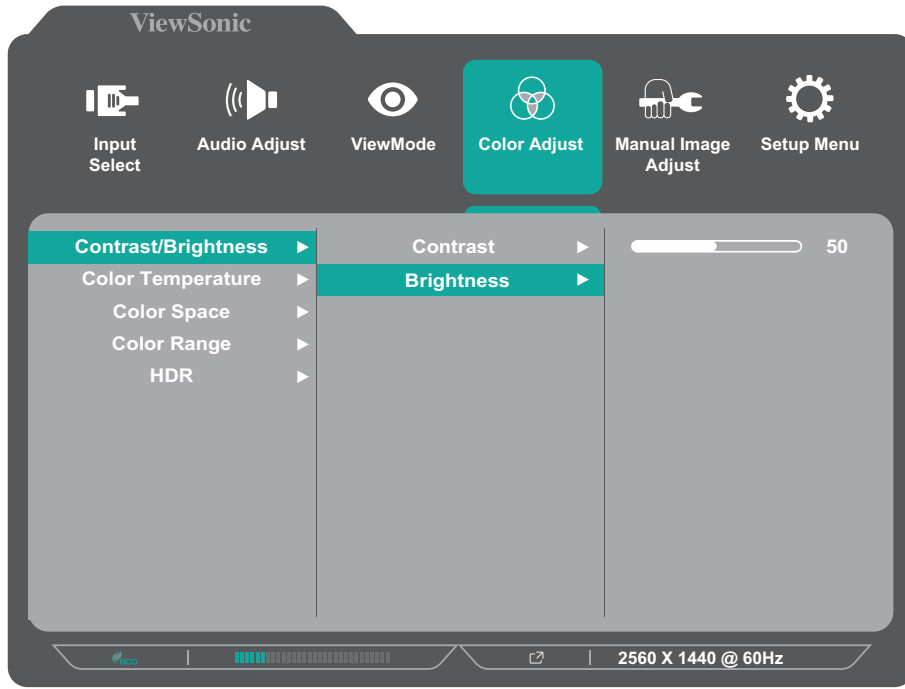 ViewSonic
Input
Select
Audio Adjust
ViewMode
Color Adjust
Manual Image
Adjust
Setup Menu
Contrast/Brightness
Contrast
50
Color Temperature
Brightness
Color Space
Color Range
HDR
eco
2560 X 1440 @ 60Hz